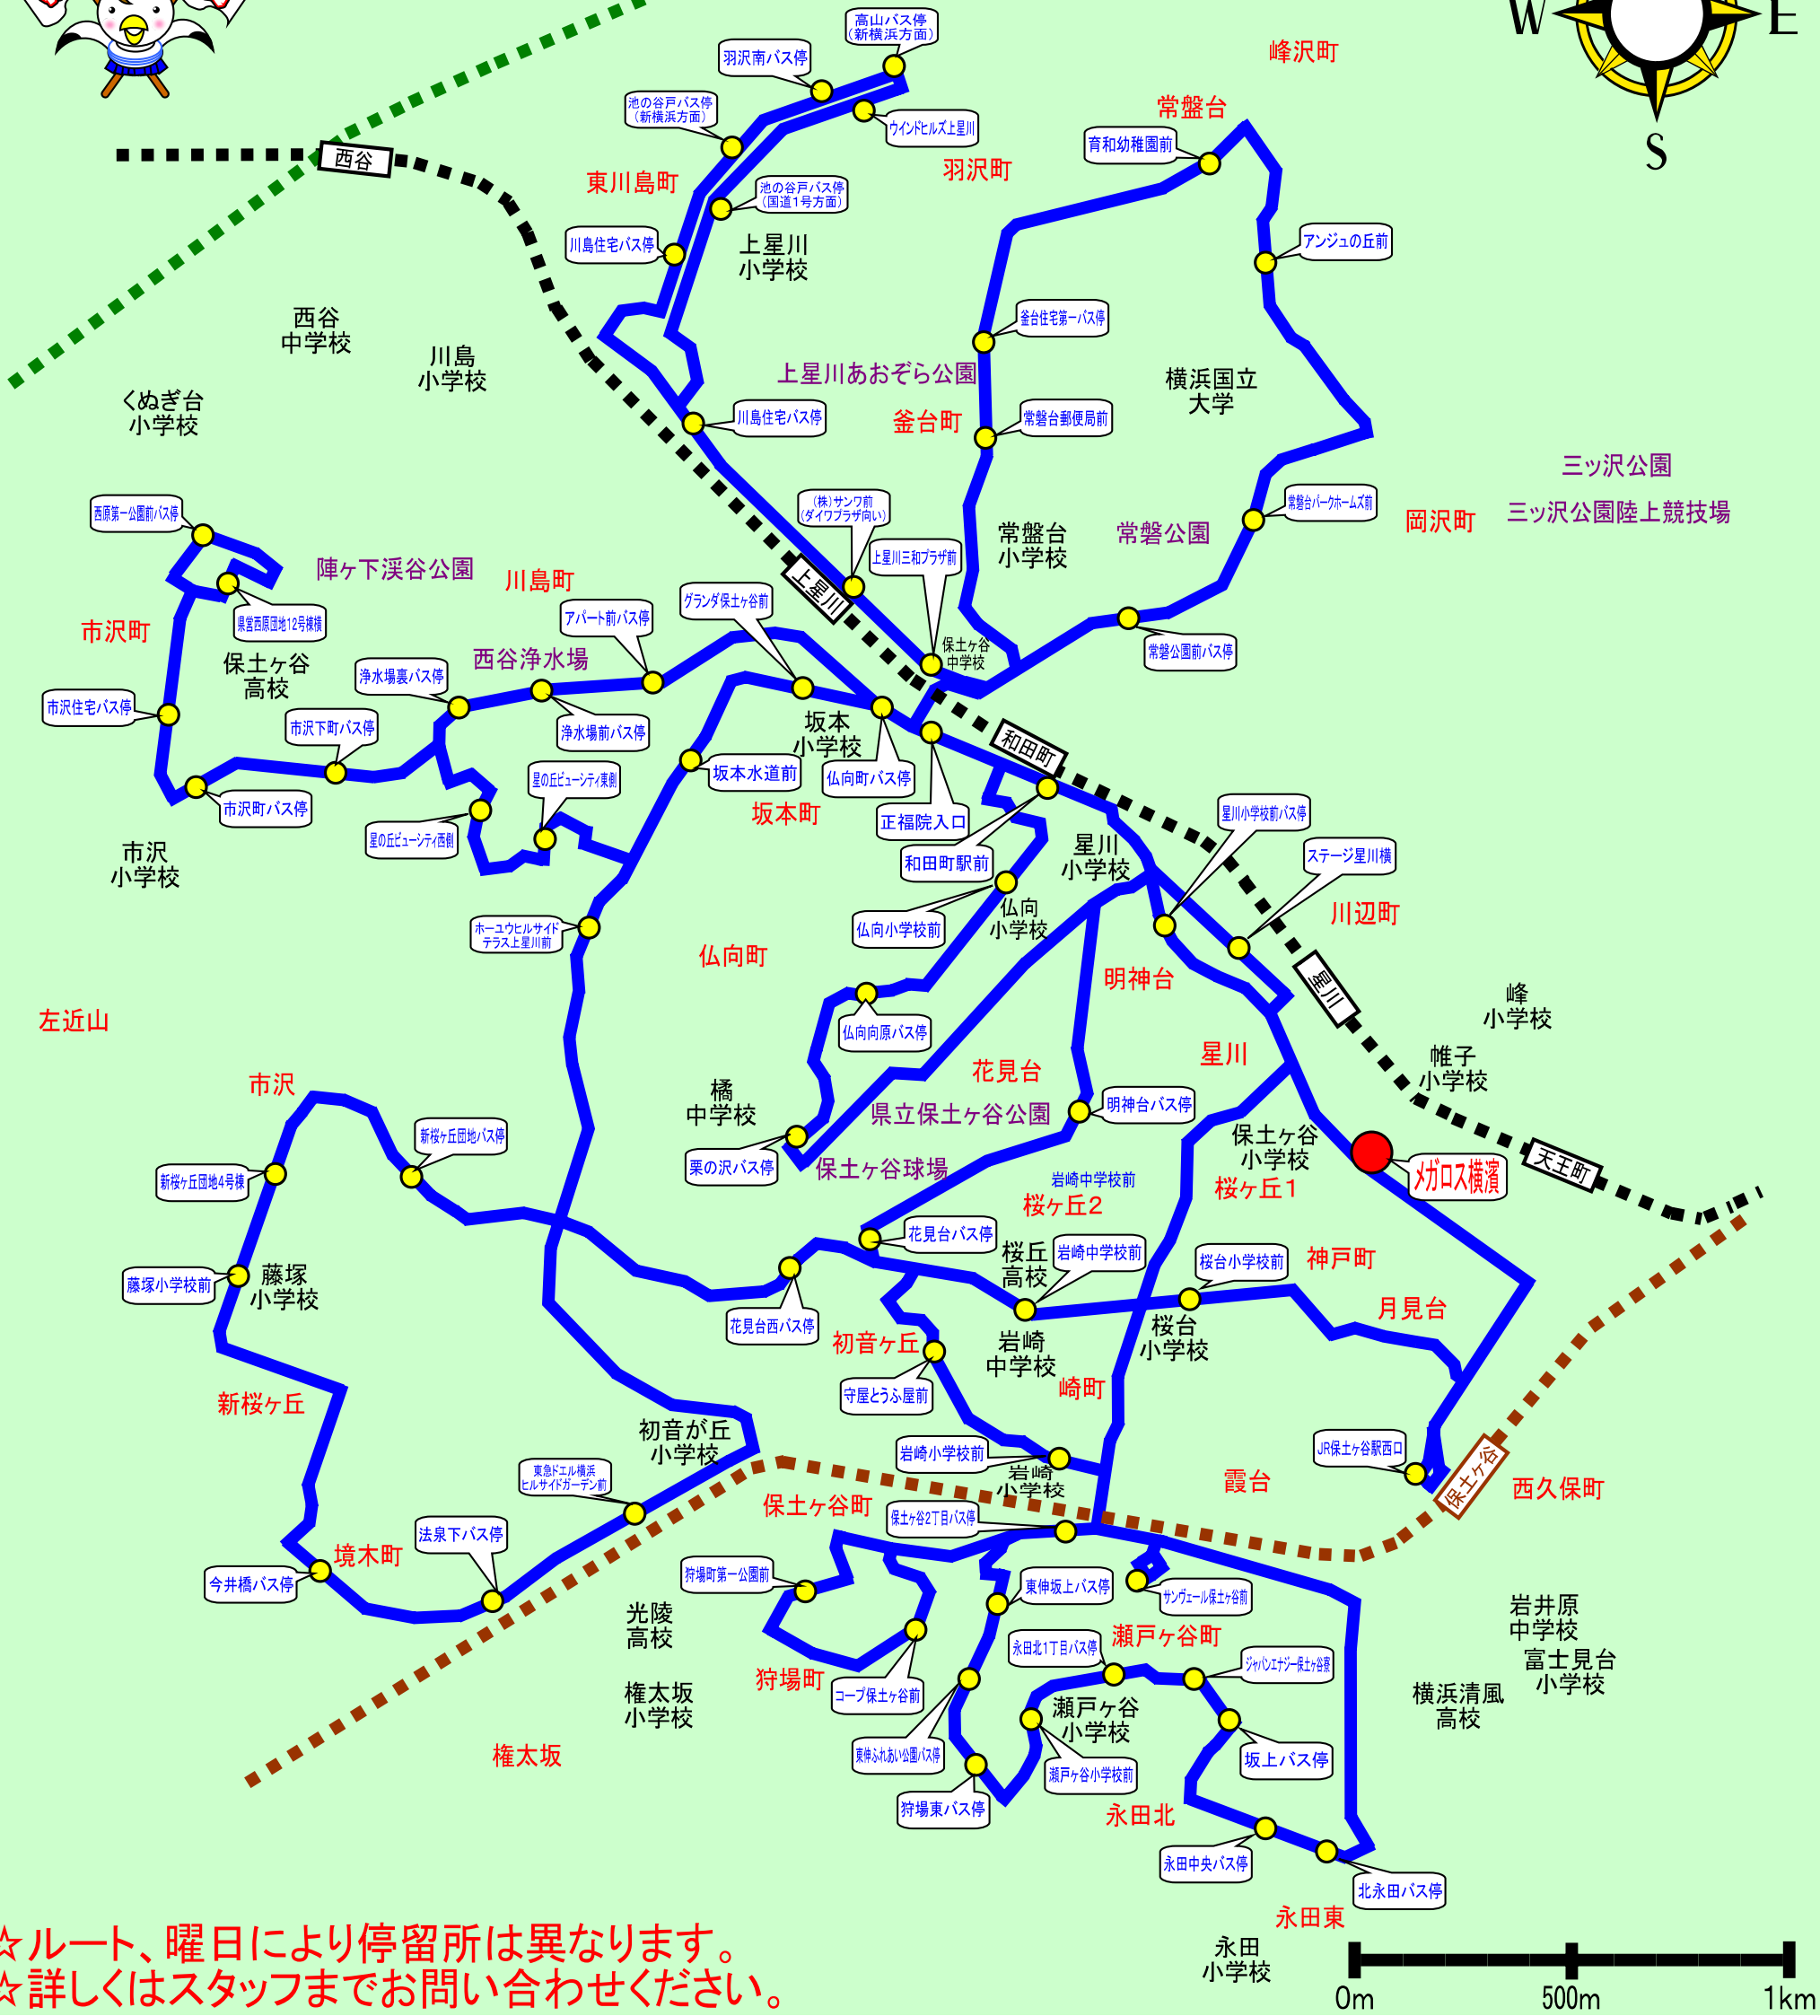 W
E
S
高山バス停
（新横浜方面）
峰沢町
羽沢南バス停
池の谷戸バス停
（新横浜方面）
常盤台
ウインドヒルズ上星川
育和幼稚園前
西谷
東川島町
羽沢町
池の谷戸バス停
（国道1号方面）
川島住宅バス停
上星川
小学校
アンジュの丘前
西谷
中学校
釜台住宅第一バス停
川島
小学校
上星川あおぞら公園
横浜国立
大学
くぬぎ台
小学校
川島住宅バス停
釜台町
常磐台郵便局前
三ッ沢公園
西原第一公園前バス停
(株)サンワ前
(ダイワプラザ向い)
常磐台パークホームズ前
岡沢町
三ッ沢公園陸上競技場
上星川三和プラザ前
常盤台
小学校
常磐公園
陣ヶ下渓谷公園
川島町
上星川
県営西原団地12号棟横
市沢町
アパート前バス停
グランダ保土ヶ谷前
保土ヶ谷
中学校
常磐公園前バス停
保土ヶ谷
高校
西谷浄水場
浄水場裏バス停
市沢住宅バス停
市沢下町バス停
浄水場前バス停
坂本
小学校
和田町
坂本水道前
仏向町バス停
星の丘ビューシティ東側
市沢町バス停
坂本町
正福院入口
星川小学校前バス停
星の丘ビューシティ西側
和田町駅前
星川
小学校
ステージ星川横
市沢
小学校
ホーユウヒルサイド
テラス上星川前
仏向小学校前
仏向
小学校
川辺町
仏向町
明神台
星川
左近山
仏向向原バス停
峰
小学校
星川
帷子
小学校
市沢
花見台
橘
中学校
県立保土ヶ谷公園
明神台バス停
新桜ヶ丘団地バス停
保土ヶ谷
小学校
天王町
新桜ヶ丘団地4号棟
栗の沢バス停
保土ヶ谷球場
岩崎中学校前
桜ヶ丘2
桜ヶ丘1
メガロス横濱
花見台バス停
桜丘
高校
岩崎中学校前
桜台小学校前
神戸町
藤塚小学校前
藤塚
小学校
花見台西バス停
月見台
初音ヶ丘
岩崎
中学校
桜台
小学校
守屋とうふ屋前
崎町
新桜ヶ丘
初音が丘
小学校
岩崎小学校前
JR保土ヶ谷駅西口
東急ドエル横浜
ヒルサイドガーデン前
岩崎
小学校
霞台
保土ヶ谷
西久保町
保土ヶ谷町
保土ヶ谷2丁目バス停
法泉下バス停
境木町
今井橋バス停
狩場町第一公園前
東伸坂上バス停
サンヴェール保土ヶ谷前
光陵
高校
岩井原
中学校
永田北1丁目バス停
瀬戸ヶ谷町
ジャパンエナジー保土ヶ谷寮
富士見台
小学校
狩場町
コープ保土ヶ谷前
権太坂
小学校
瀬戸ヶ谷
小学校
横浜清風
高校
権太坂
東伸ふれあい公園バス停
瀬戸ヶ谷小学校前
坂上バス停
狩場東バス停
永田北
永田中央バス停
北永田バス停
永田東
☆ルート、曜日により停留所は異なります。
☆詳しくはスタッフまでお問い合わせください。
永田
小学校
0m
500m
1km